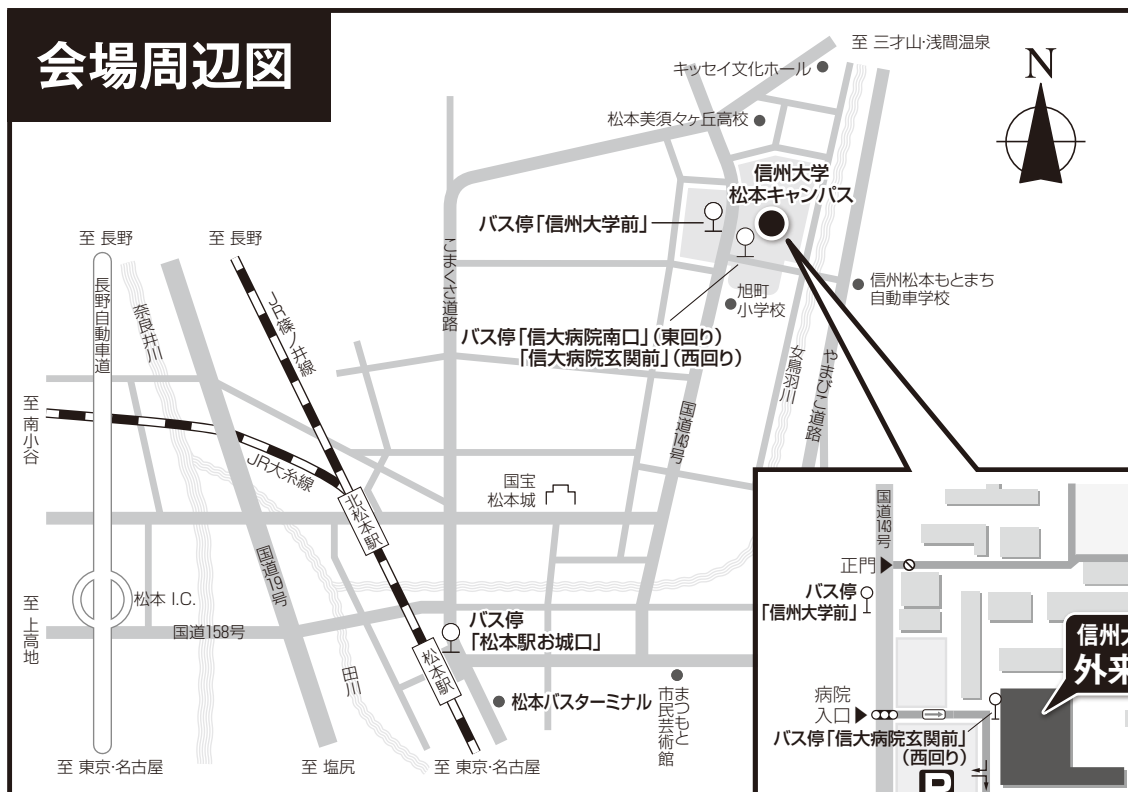 会場周辺図
至 三才山・浅間温泉
キッセイ文化ホール
N
松本美須々ヶ丘高校
信州大学
松本キャンパス
バス停「信州大学前」
至 長野
至 長野
こまくさ道路
長野自動車道
奈良井川
JR篠ノ井線
信州松本もとまち
自動車学校
旭町
小学校
バス停「信大病院南口」（東回り）
「信大病院玄関前」（西回り）
女鳥羽川
やまびこ道路
至 南小谷
国道143号
JR大糸線
国宝
松本城
北松本駅
国道19号
至 上高地
松本 I.C.
国道158号
バス停
「松本駅お城口」
田川
松本駅
松本バスターミナル
まつもと
市民芸術館
至 東京・名古屋
至 塩尻
至 東京・名古屋
国道143号
正門
バス停
「信州大学前」
信州大
外来
病院
入口
バス停「信大病院玄関前」
（西回り）
P